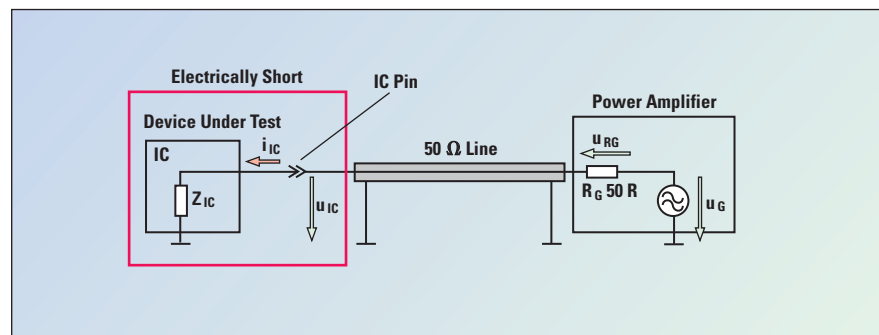 Electrically Short
IC Pin
Power Amplifier
Device Under Test
IC
i IC
50 Ω Line
u RG
Z IC
u IC
R G 50 R
u G